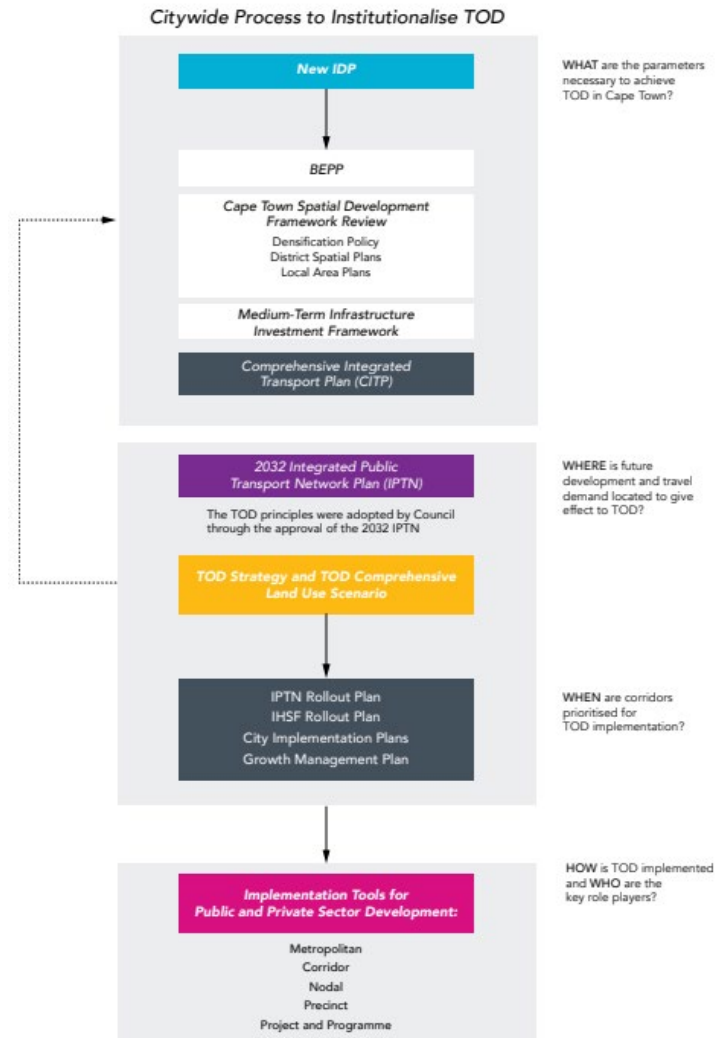 Citywide Process to Institutionalise TOD
New IDP
WHAT are the parameters
necessary to achieve
TOD in Cape Town?
BEPP
Cape Town Spatial Development
Framework Review
Densification Policy
District Spatial Plans
Local Area Plans
Medium-Term Infrastructure
Investment Framework
Comprehensive Integrated
Transport Plan (CITP)
2032 Integrated Public
Transport Network Plan (IPTN)
WHERE is future
development and travel
demand located to give
effect to TOD?
The TOD principles were adopted by Council
through the approval of the 2032 IPTN
TOD Strategy and TOD Comprehensive
Land Use Scenario
IPTN Rollout Plan
IHSF Rollout Plan
City Implementation Plans
Growth Management Plan
WHEN are corridors
prioritised for
TOD implementation?
HOW is TOD implemented
and WHO are the
key role players?
Implementation Tools for
Public and Private Sector Development:
Metropolitan
Corridor
Nodal
Precinct
Project and Programme